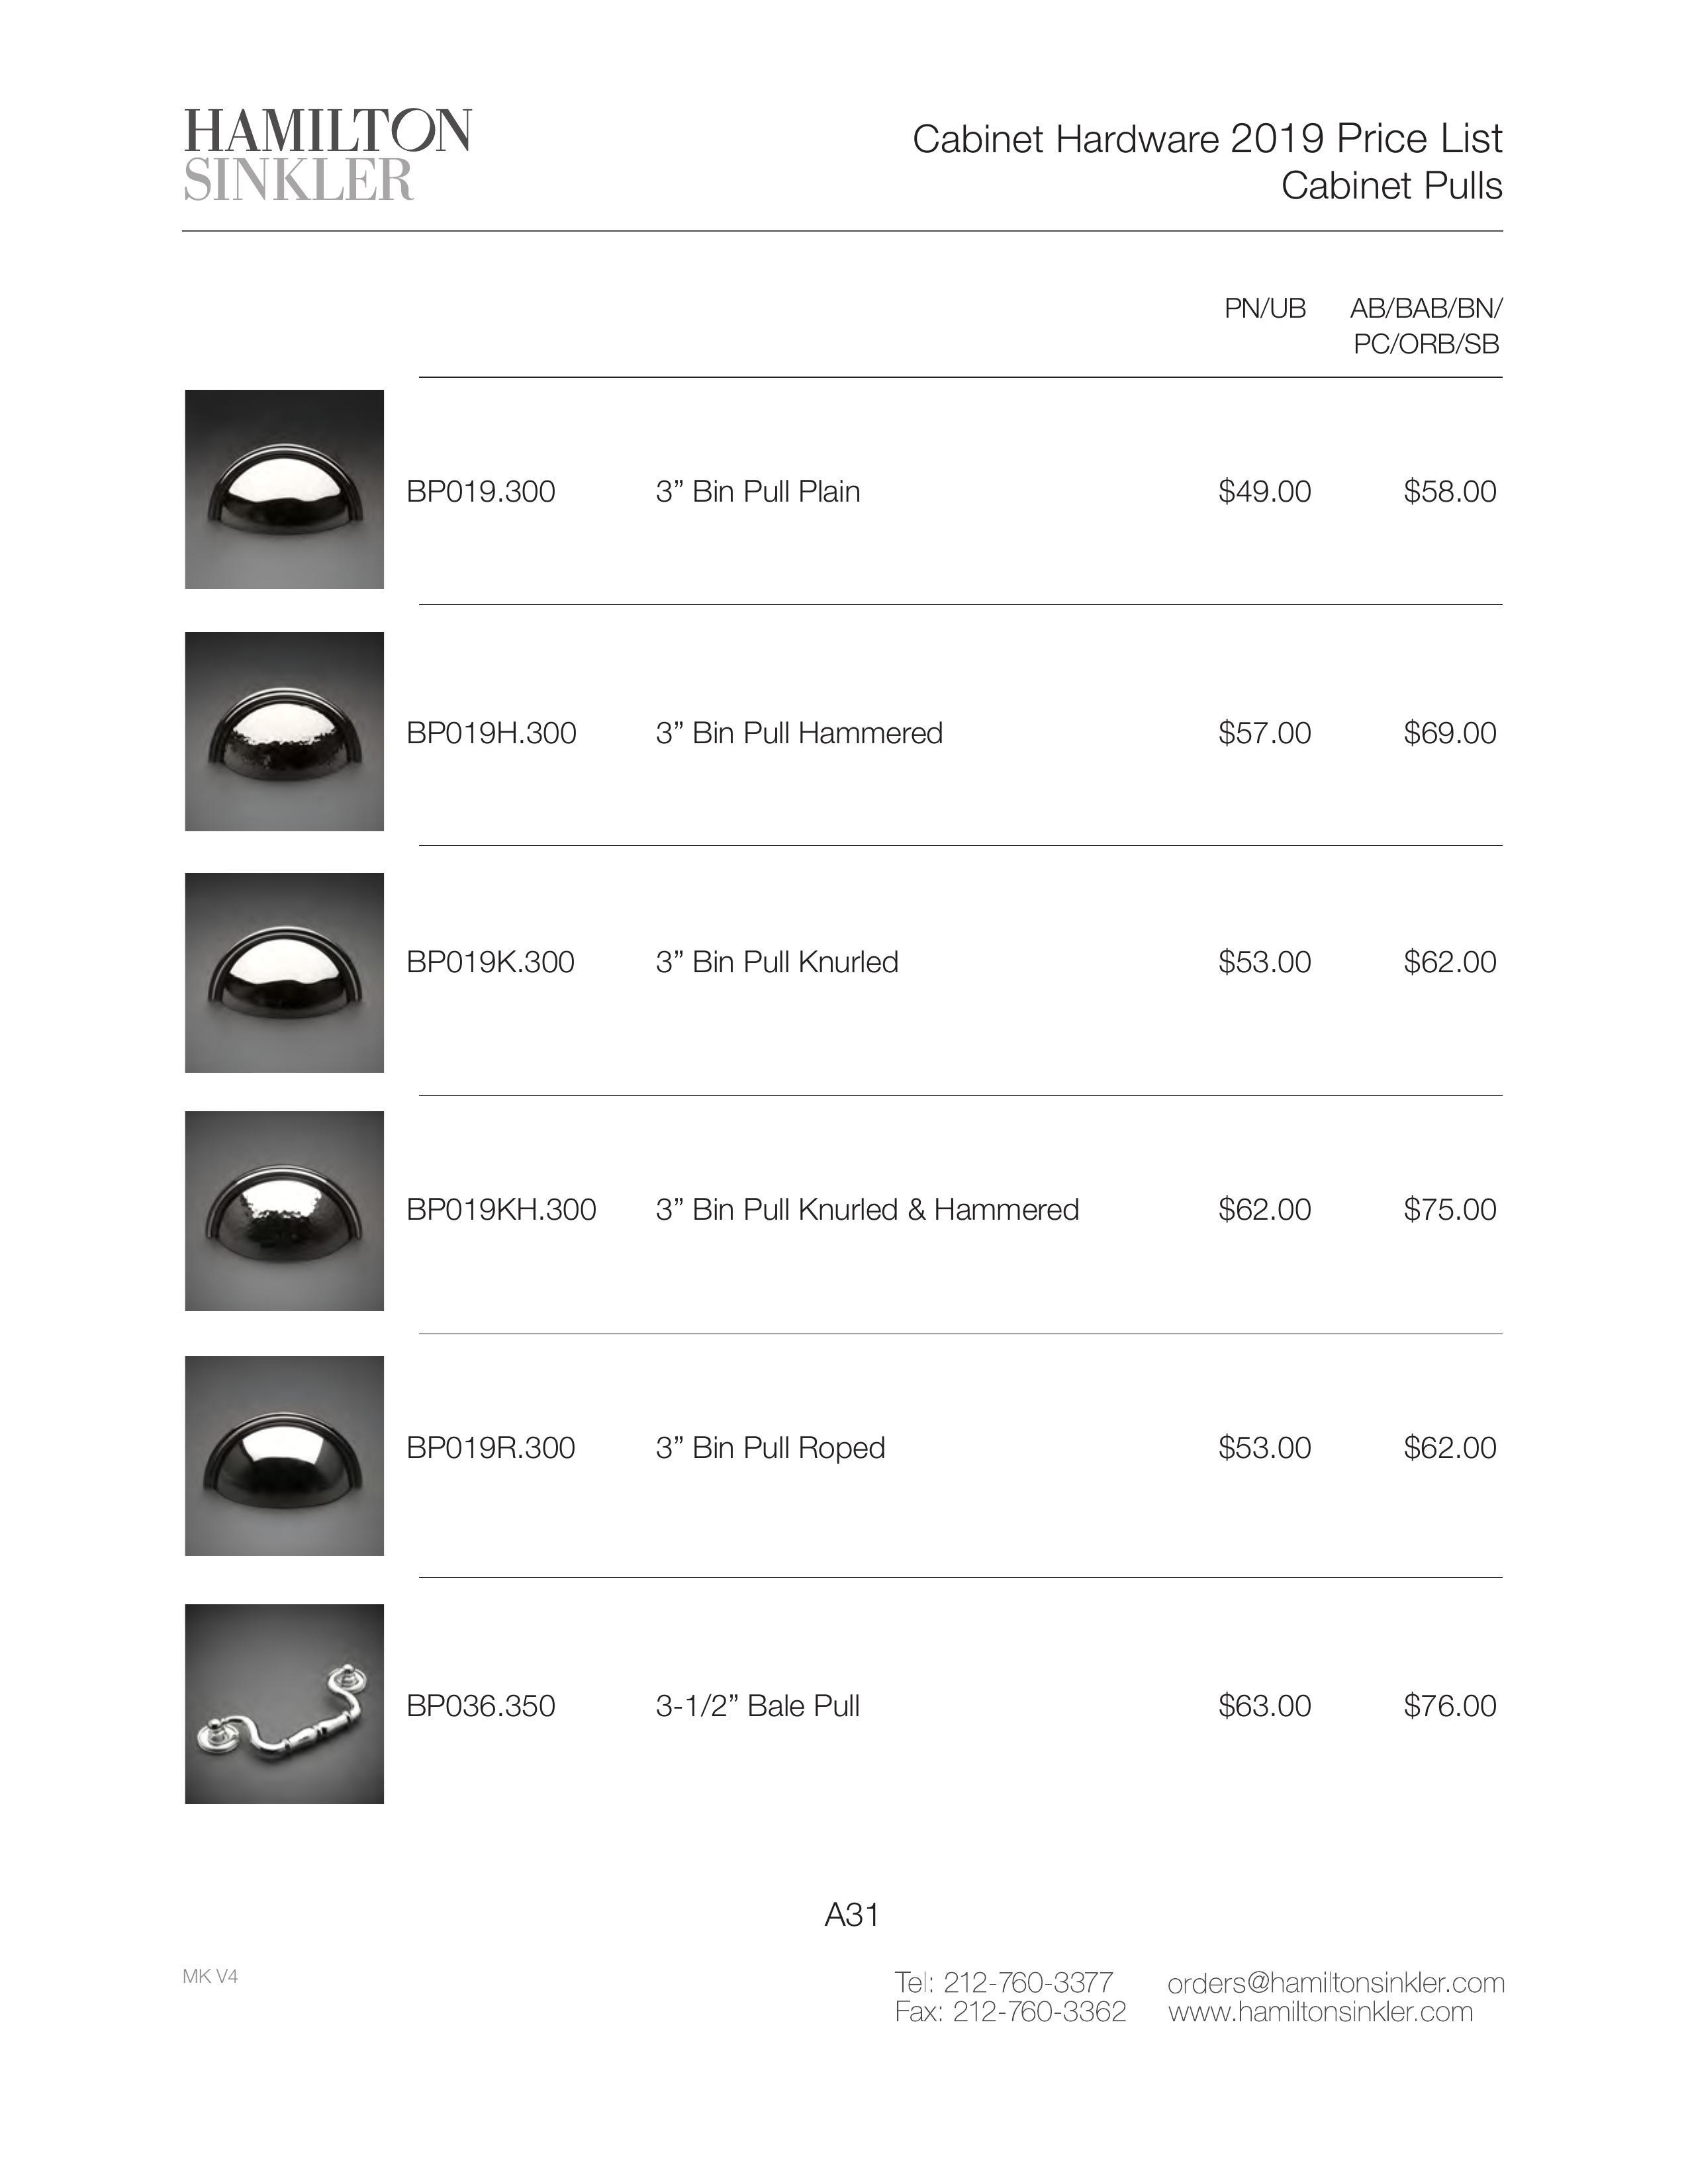 HAMILTON
SINKLER
Cabinet Hardware 2019 Price List
Cabinet Pulls
PN/UB AB/BAB/BN/
PC/ORB/SB
BP019.300 3” Bin Pull Plain $49.00 $58.00
BP019H.300 3” Bin Pull Hammered $57.00 $69.00
BP019K.300 3” Bin Pull Knurled $53.00 $62.00
BP019KH.300 3” Bin Pull Knurled & Hammered $62.00 $75.00
BP019R.300 3” Bin Pull Roped $53.00 $62.00
BP036.350 3-1/2” Bale Pull $63.00 $76.00
A31
MK V4
Tel: 212-760-3377 orders@hamiltonsinkler.com
Fax: 212-760-3362 www.hamiltonsinkler.com